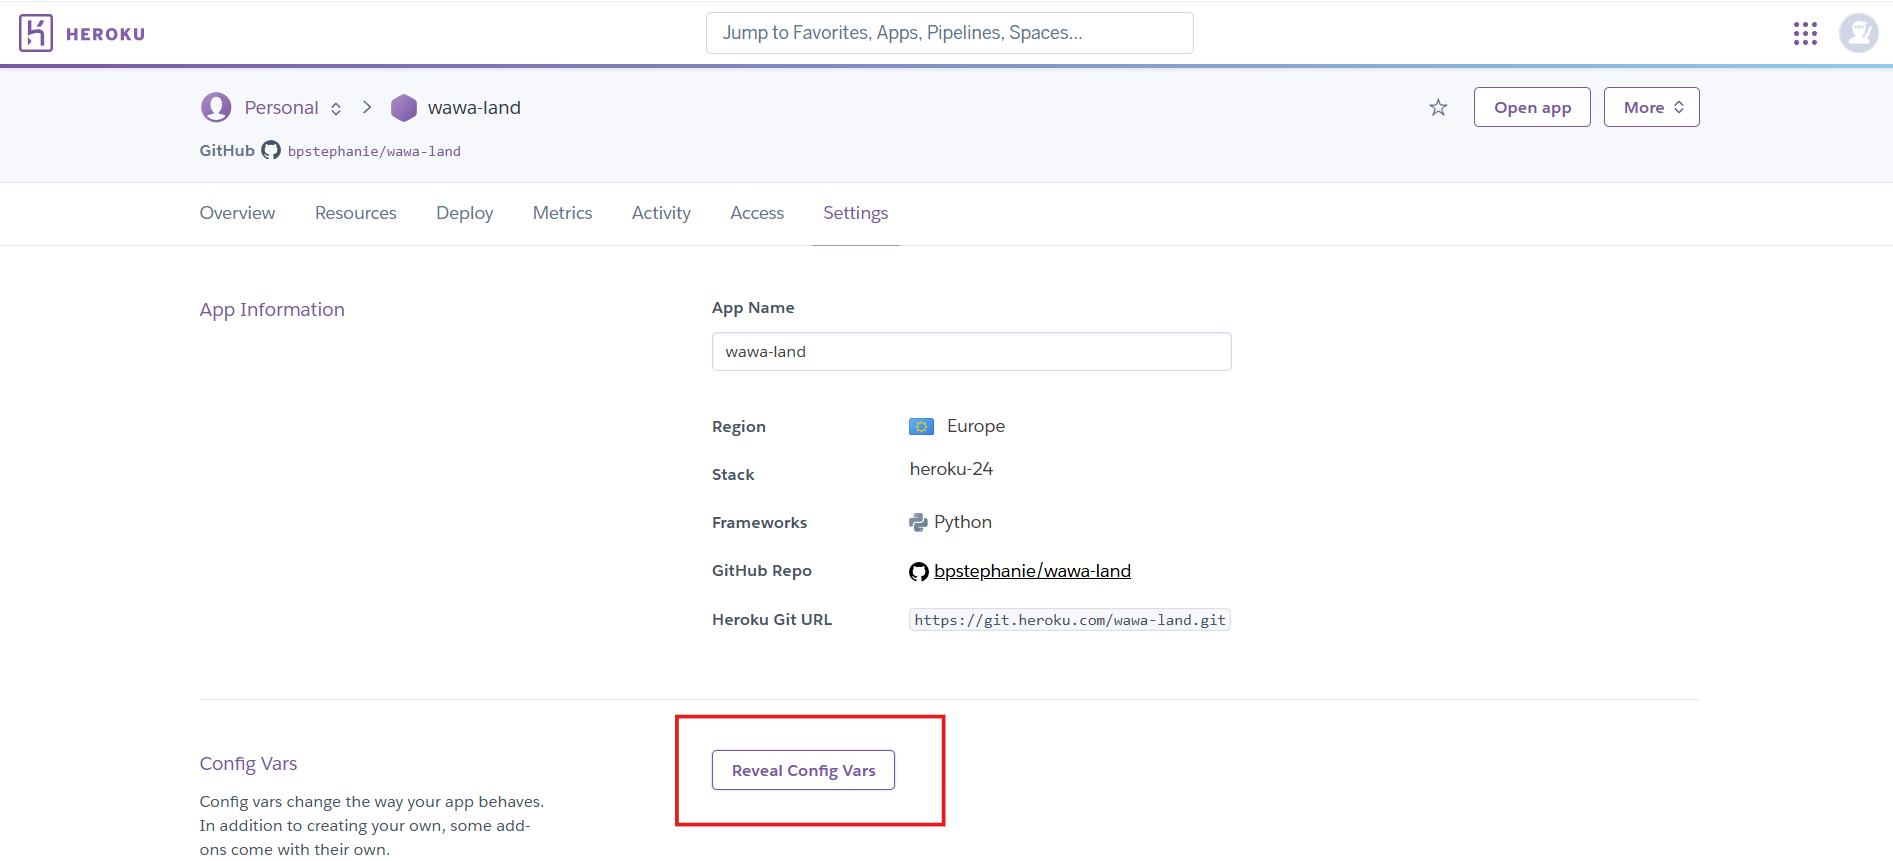 HEROKU
Jump to Favorites, Apps, Pipelines, Spaces...
Personal > wawa-land
Open app
More
GitHub bpstephanie/wawa-land
Overview Resources Deploy Metrics Activity Access Settings
App Information
App Name
wawa-land
Region Europe
Stack heroku-24
Frameworks Python
GitHub Repo bpstephanie/wawa-land
Heroku Git URL https://git.heroku.com/wawa-land.git
Config Vars
Config vars change the way your app behaves.
In addition to creating your own, some add-
ons come with their own.
Reveal Config Vars